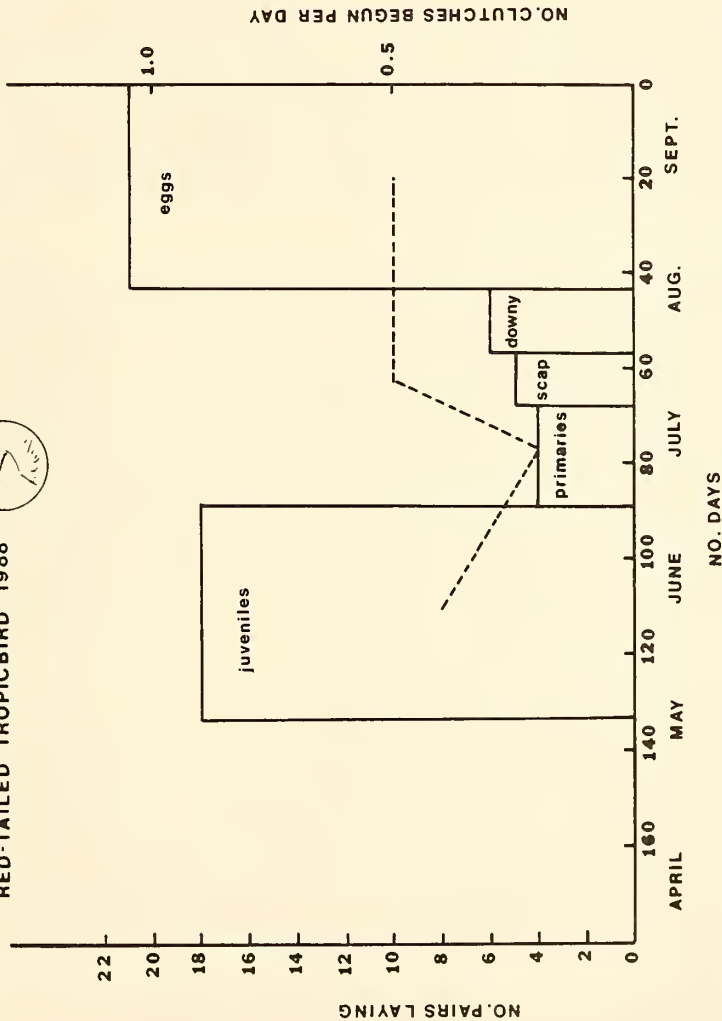 RED-TAILED TROPICBIRD 1988
NO. PAIRS LAYING
22
20
18
16
14
12
10
8
6
4
2
0
NO. CLUTCHES BEGUN PER DAY
1.0
0.5
juveniles
primaries
scap
downy
eggs
160 140 120 100 80 60 40 20 0
APRIL MAY JUNE JULY AUG. SEPT.
NO. DAYS